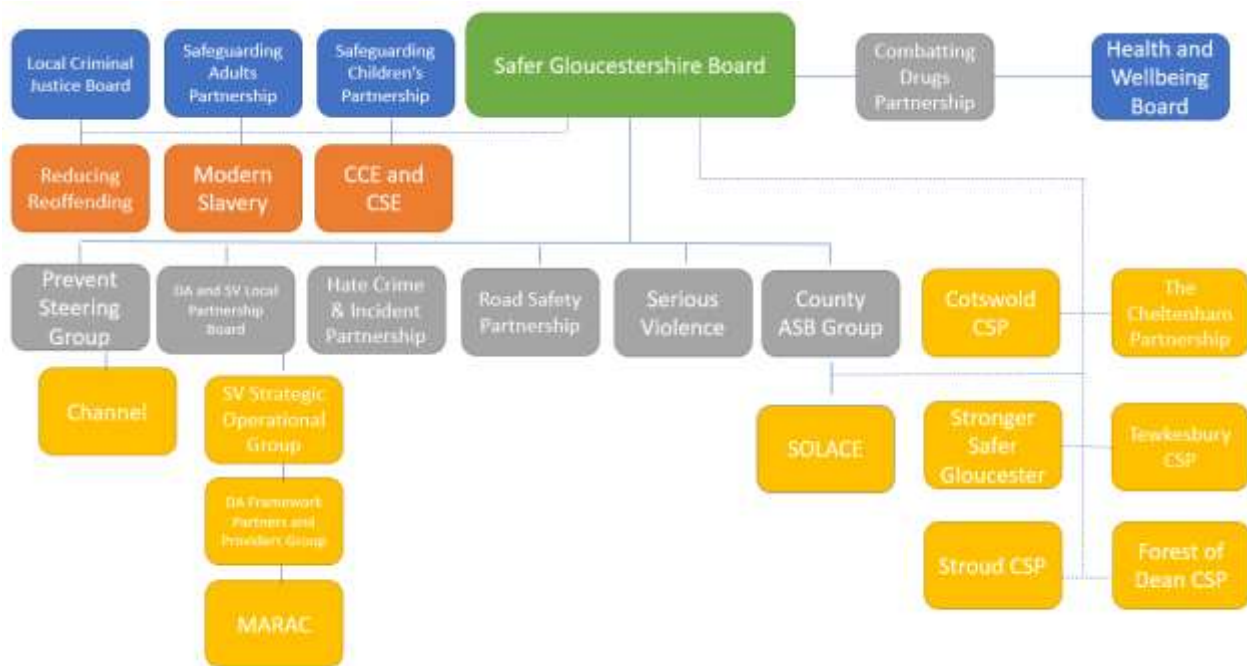 Local Criminal
Justice Board
Safeguarding
Adults
Partnership
Safeguarding
Children's
Partnership
Safer Gloucestershire Board
Combatting
Drugs
Partnership
Health and
Wellbeing
Board
Reducing
Reoffending
Modern
Slavery
CCE and
CSE
Prevent
Steering
Group
DA and SV Local
Partnership
Board
Hate Crime
& Incident
Partnership
Road Safety
Partnership
Serious
Violence
County
ASB Group
Cotswold
CSP
The
Cheltenham
Partnership
Channel
SV Strategic
Operational
Group
SOLACE
Stronger
Safer
Gloucester
Tewkesbury
CSP
DA Framework
Partners and
Providers Group
Stroud CSP
Forest of
Dean CSP
MARAC